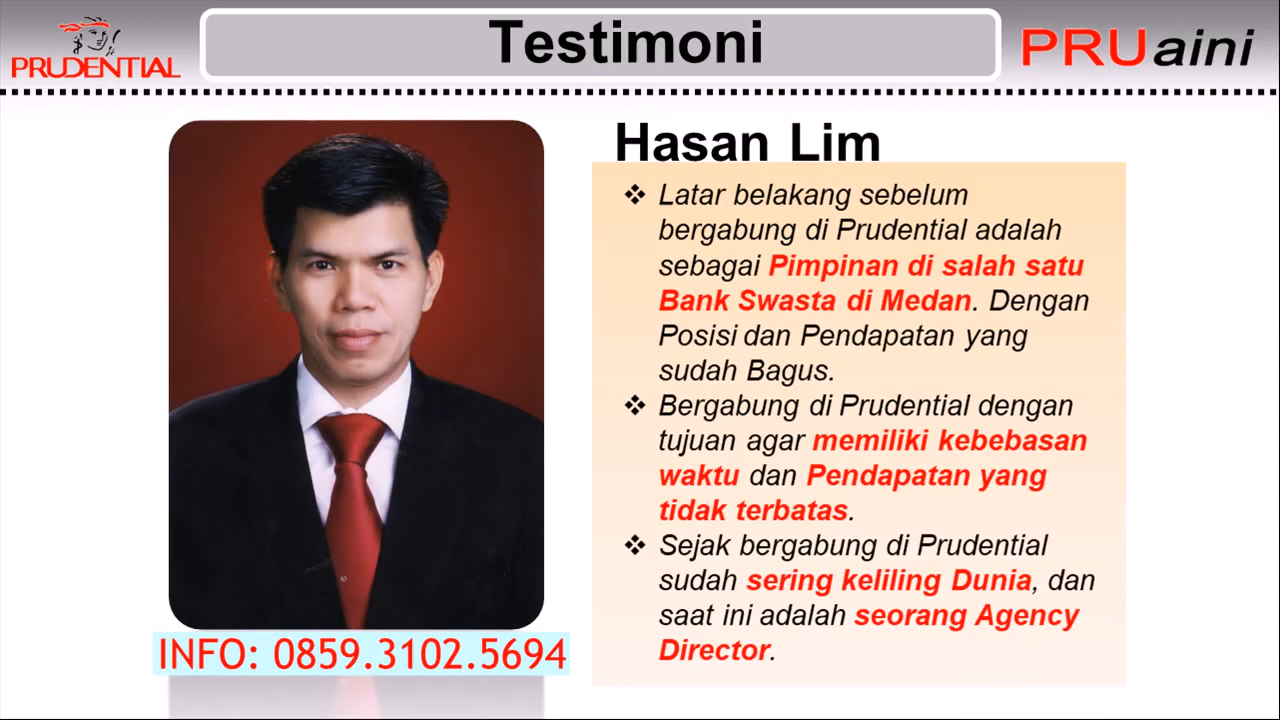 PRUDENTIAL
Testimoni
PRUaini
Hasan Lim
❖ Latar belakang sebelum
bergabung di Prudential adalah
sebagai Pimpinan di salah satu
Bank Swasta di Medan. Dengan
Posisi dan Pendapatan yang
sudah Bagus.
❖ Bergabung di Prudential dengan
tujuan agar memiliki kebebasan
waktu dan Pendapatan yang
tidak terbatas.
❖ Sejak bergabung di Prudential
sudah sering keliling Dunia, dan
saat ini adalah seorang Agency
Director.
INFO: 0859.3102.5694